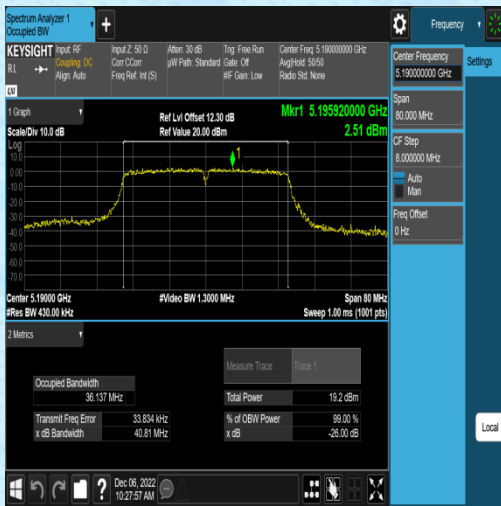 Spectrum Analyzer 1
Occupied BW
+
Frequency
KEYSIGHT
Input: RF
Coupling: DC
Align: Auto
Input Z: 50 Ω
Corr CCorr
Freq Ref: Int (S)
Atten: 30 dB
µW Path: Standard
Trig: Free Run
Gate: Off
#IF Gain: Low
Center Freq: 5.190000000 GHz
Avg|Hold: 50/50
Radio Std: None
RL
LXI
Center Frequency
5.190000000 GHz
Settings
Span
80.000 MHz
CF Step
8.000000 MHz
Auto
Man
Freq Offset
0 Hz
Local
1 Graph
Scale/Div 10.0 dB
Ref Lvl Offset 12.30 dB
Ref Value 20.00 dBm
Mkr1 5.195920000 GHz
2.51 dBm
Log
10.0
0.00
-10.0
-20.0
-30.0
-40.0
-50.0
-60.0
-70.0
1
Center 5.19000 GHz
#Res BW 430.00 kHz
#Video BW 1.3000 MHz
Span 80 MHz
Sweep 1.00 ms (1001 pts)
2 Metrics
Measure Trace
Trace 1
Occupied Bandwidth
36.137 MHz
Total Power
19.2 dBm
Transmit Freq Error
33.834 kHz
% of OBW Power
99.00 %
x dB Bandwidth
40.81 MHz
x dB
-26.00 dB
?
Dec 06, 2022
10:27:57 AM